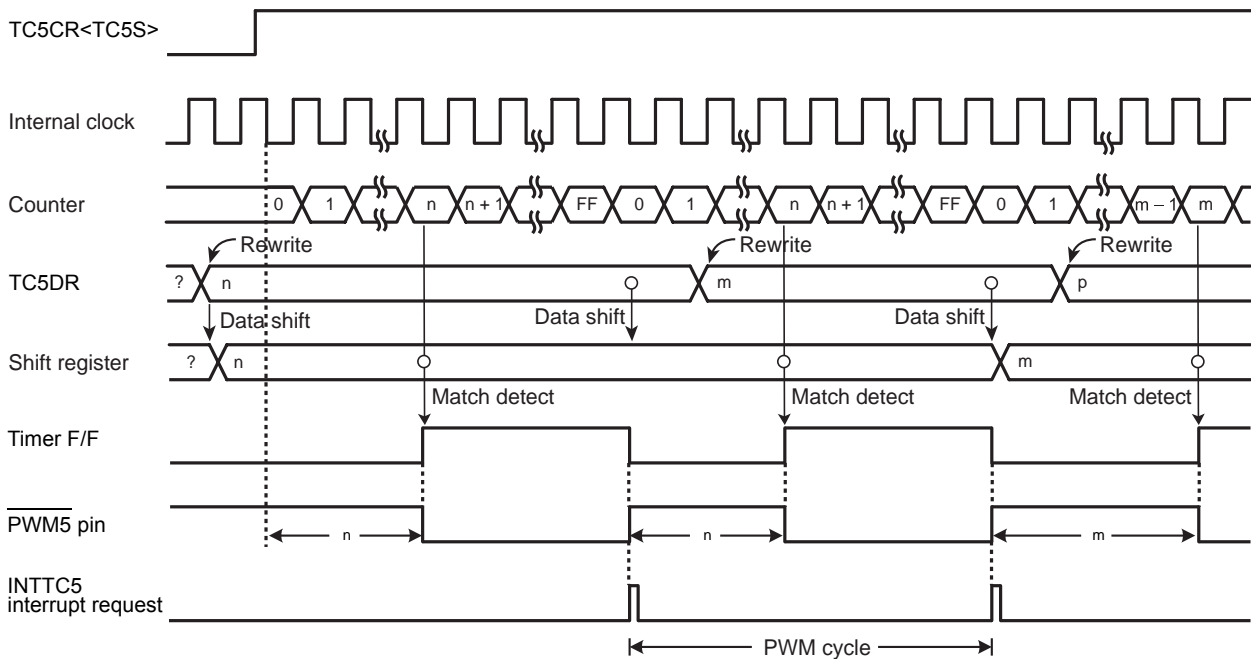 TC5CR<TC5S>
Internal clock
Counter 0 1 n n + 1 FF 0 1 n n + 1 FF 0 1 m – 1 m
Rewrite Rewrite Rewrite
TC5DR ? n m p
Data shift Data shift Data shift
Shift register ? n m
Match detect Match detect Match detect
Timer F/F
PWM5 pin n n m
INTTC5
interrupt request
PWM cycle